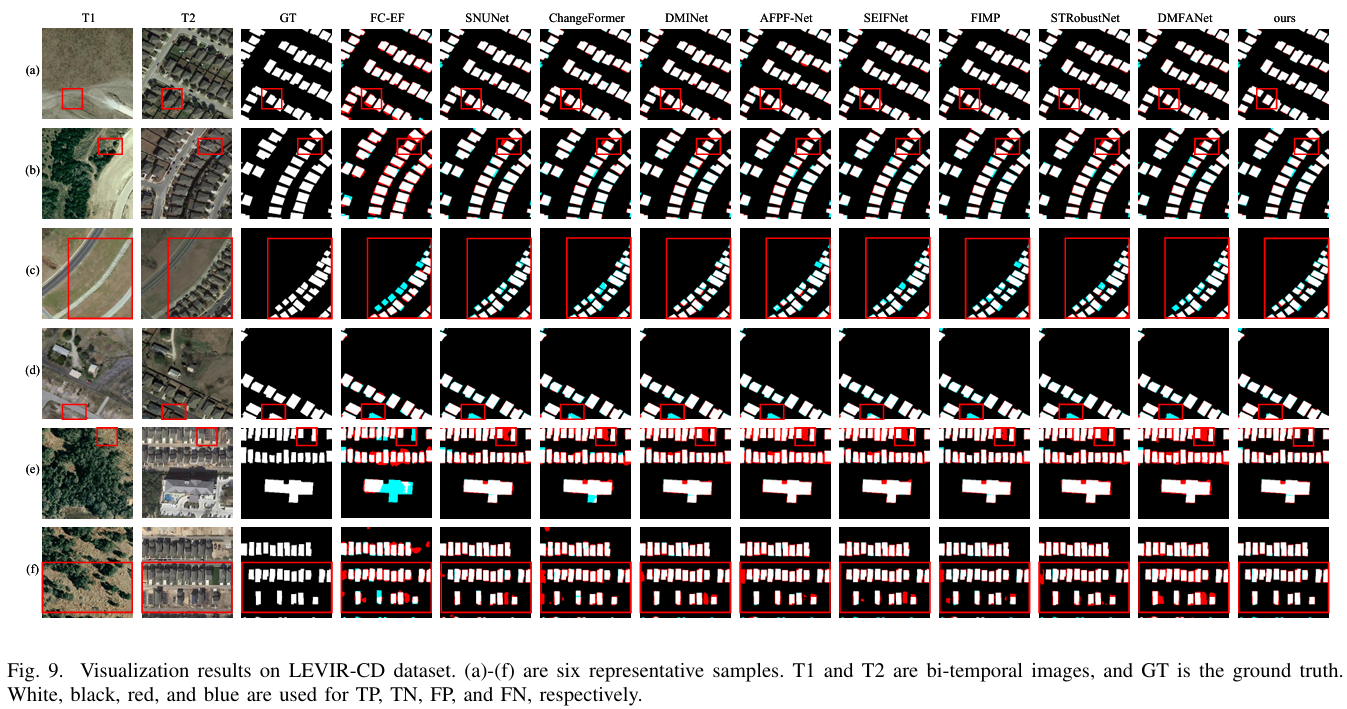 T1 T2 GT FC-EF SNUNet ChangeFormer DMINet AFPF-Net SEIFNet FIMP STRobustNet DMFANet ours
(a)
(b)
(c)
(d)
(e)
(f)
Fig. 9. Visualization results on LEVIR-CD dataset. (a)-(f) are six representative samples. T1 and T2 are bi-temporal images, and GT is the ground truth.
White, black, red, and blue are used for TP, TN, FP, and FN, respectively.